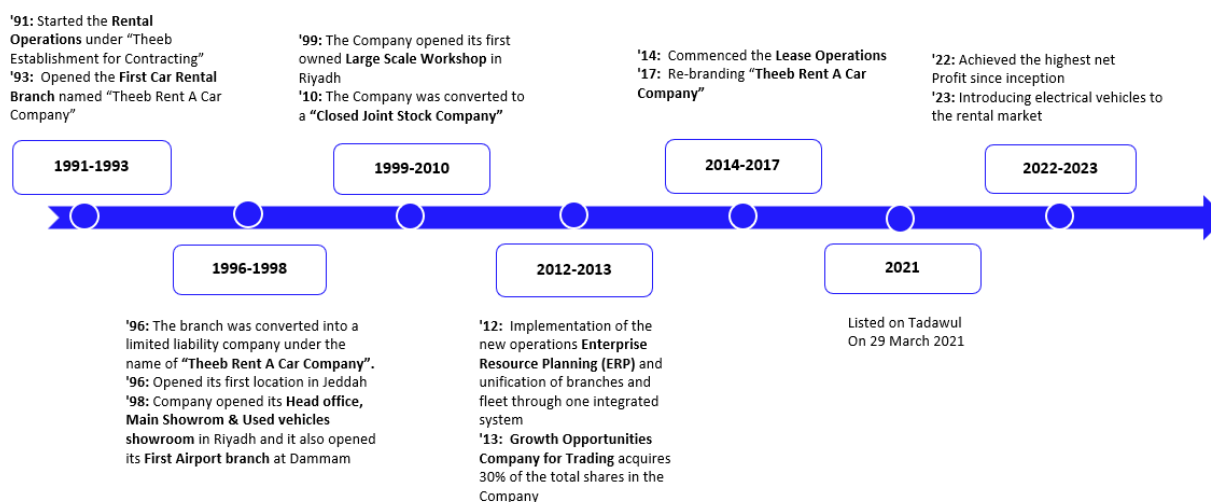 '91: Started the Rental
Operations under “Theeb
Establishment for Contracting”
'93: Opened the First Car Rental
Branch named “Theeb Rent A Car
Company”
1991-1993
'96: The branch was converted into a
limited liability company under the
name of “Theeb Rent A Car Company”.
'96: Opened its first location in Jeddah
'98: Company opened its Head office,
Main Showrom & Used vehicles
showroom in Riyadh and it also opened
its First Airport branch at Dammam
1996-1998
'99: The Company opened its first
owned Large Scale Workshop in
Riyadh
'10: The Company was converted to
a “Closed Joint Stock Company”
1999-2010
2012-2013
'12: Implementation of the
new operations Enterprise
Resource Planning (ERP) and
unification of branches and
fleet through one integrated
system
'13: Growth Opportunities
Company for Trading acquires
30% of the total shares in the
Company
'14: Commenced the Lease Operations
'17: Re-branding “Theeb Rent A Car
Company”
2014-2017
2021
Listed on Tadawul
On 29 March 2021
'22: Achieved the highest net
Profit since inception
'23: Introducing electrical vehicles to
the rental market
2022-2023